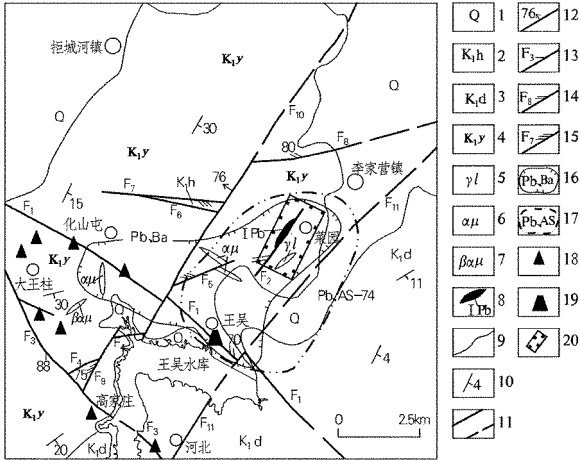 拒城河镇
K₁y
Q
Q
30
F₁₀
F₈
80
李家营镇
76
K₁h
F₇
F₆
15
F₁
化山屯
Pb.Ba
F₁₁
I Pb
菜园
γl
K₁d
K₁y
K₁y
大王柱
αμ
F₂
F₅
11
30
βαμ
Q
F₁
Pb.AS-74
王吴
70
Q
F₃
88
F₄
75
F₉
王吴水库
4
高家庄
F₁
K₁y
F₃
F₁₁
河北
K₁d
20
K₁d
0 2.5km
Q 1
K₁h 2
K₁d 3
K₁y 4
γl 5
αμ 6
βαμ 7
I Pb 8
9
4 10
11
76 12
F₃ 13
F₈ 14
F₇ 15
Pb.Ba 16
Pb.AS 17
18
19
20